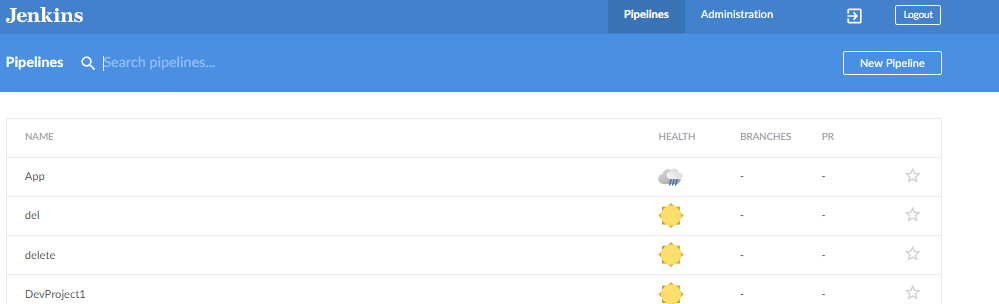 Jenkins Pipelines Administration Logout
Pipelines Search pipelines... New Pipeline
NAME HEALTH BRANCHES PR
App - -
del - -
delete - -
DevProject1 - -